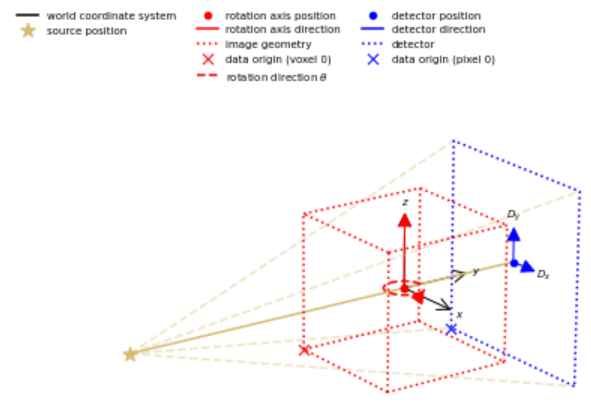 world coordinate system
source position
rotation axis position
rotation axis direction
image geometry
data origin (voxel 0)
rotation direction θ
detector position
detector direction
detector
data origin (pixel 0)
z
y
x
Dy
Dx